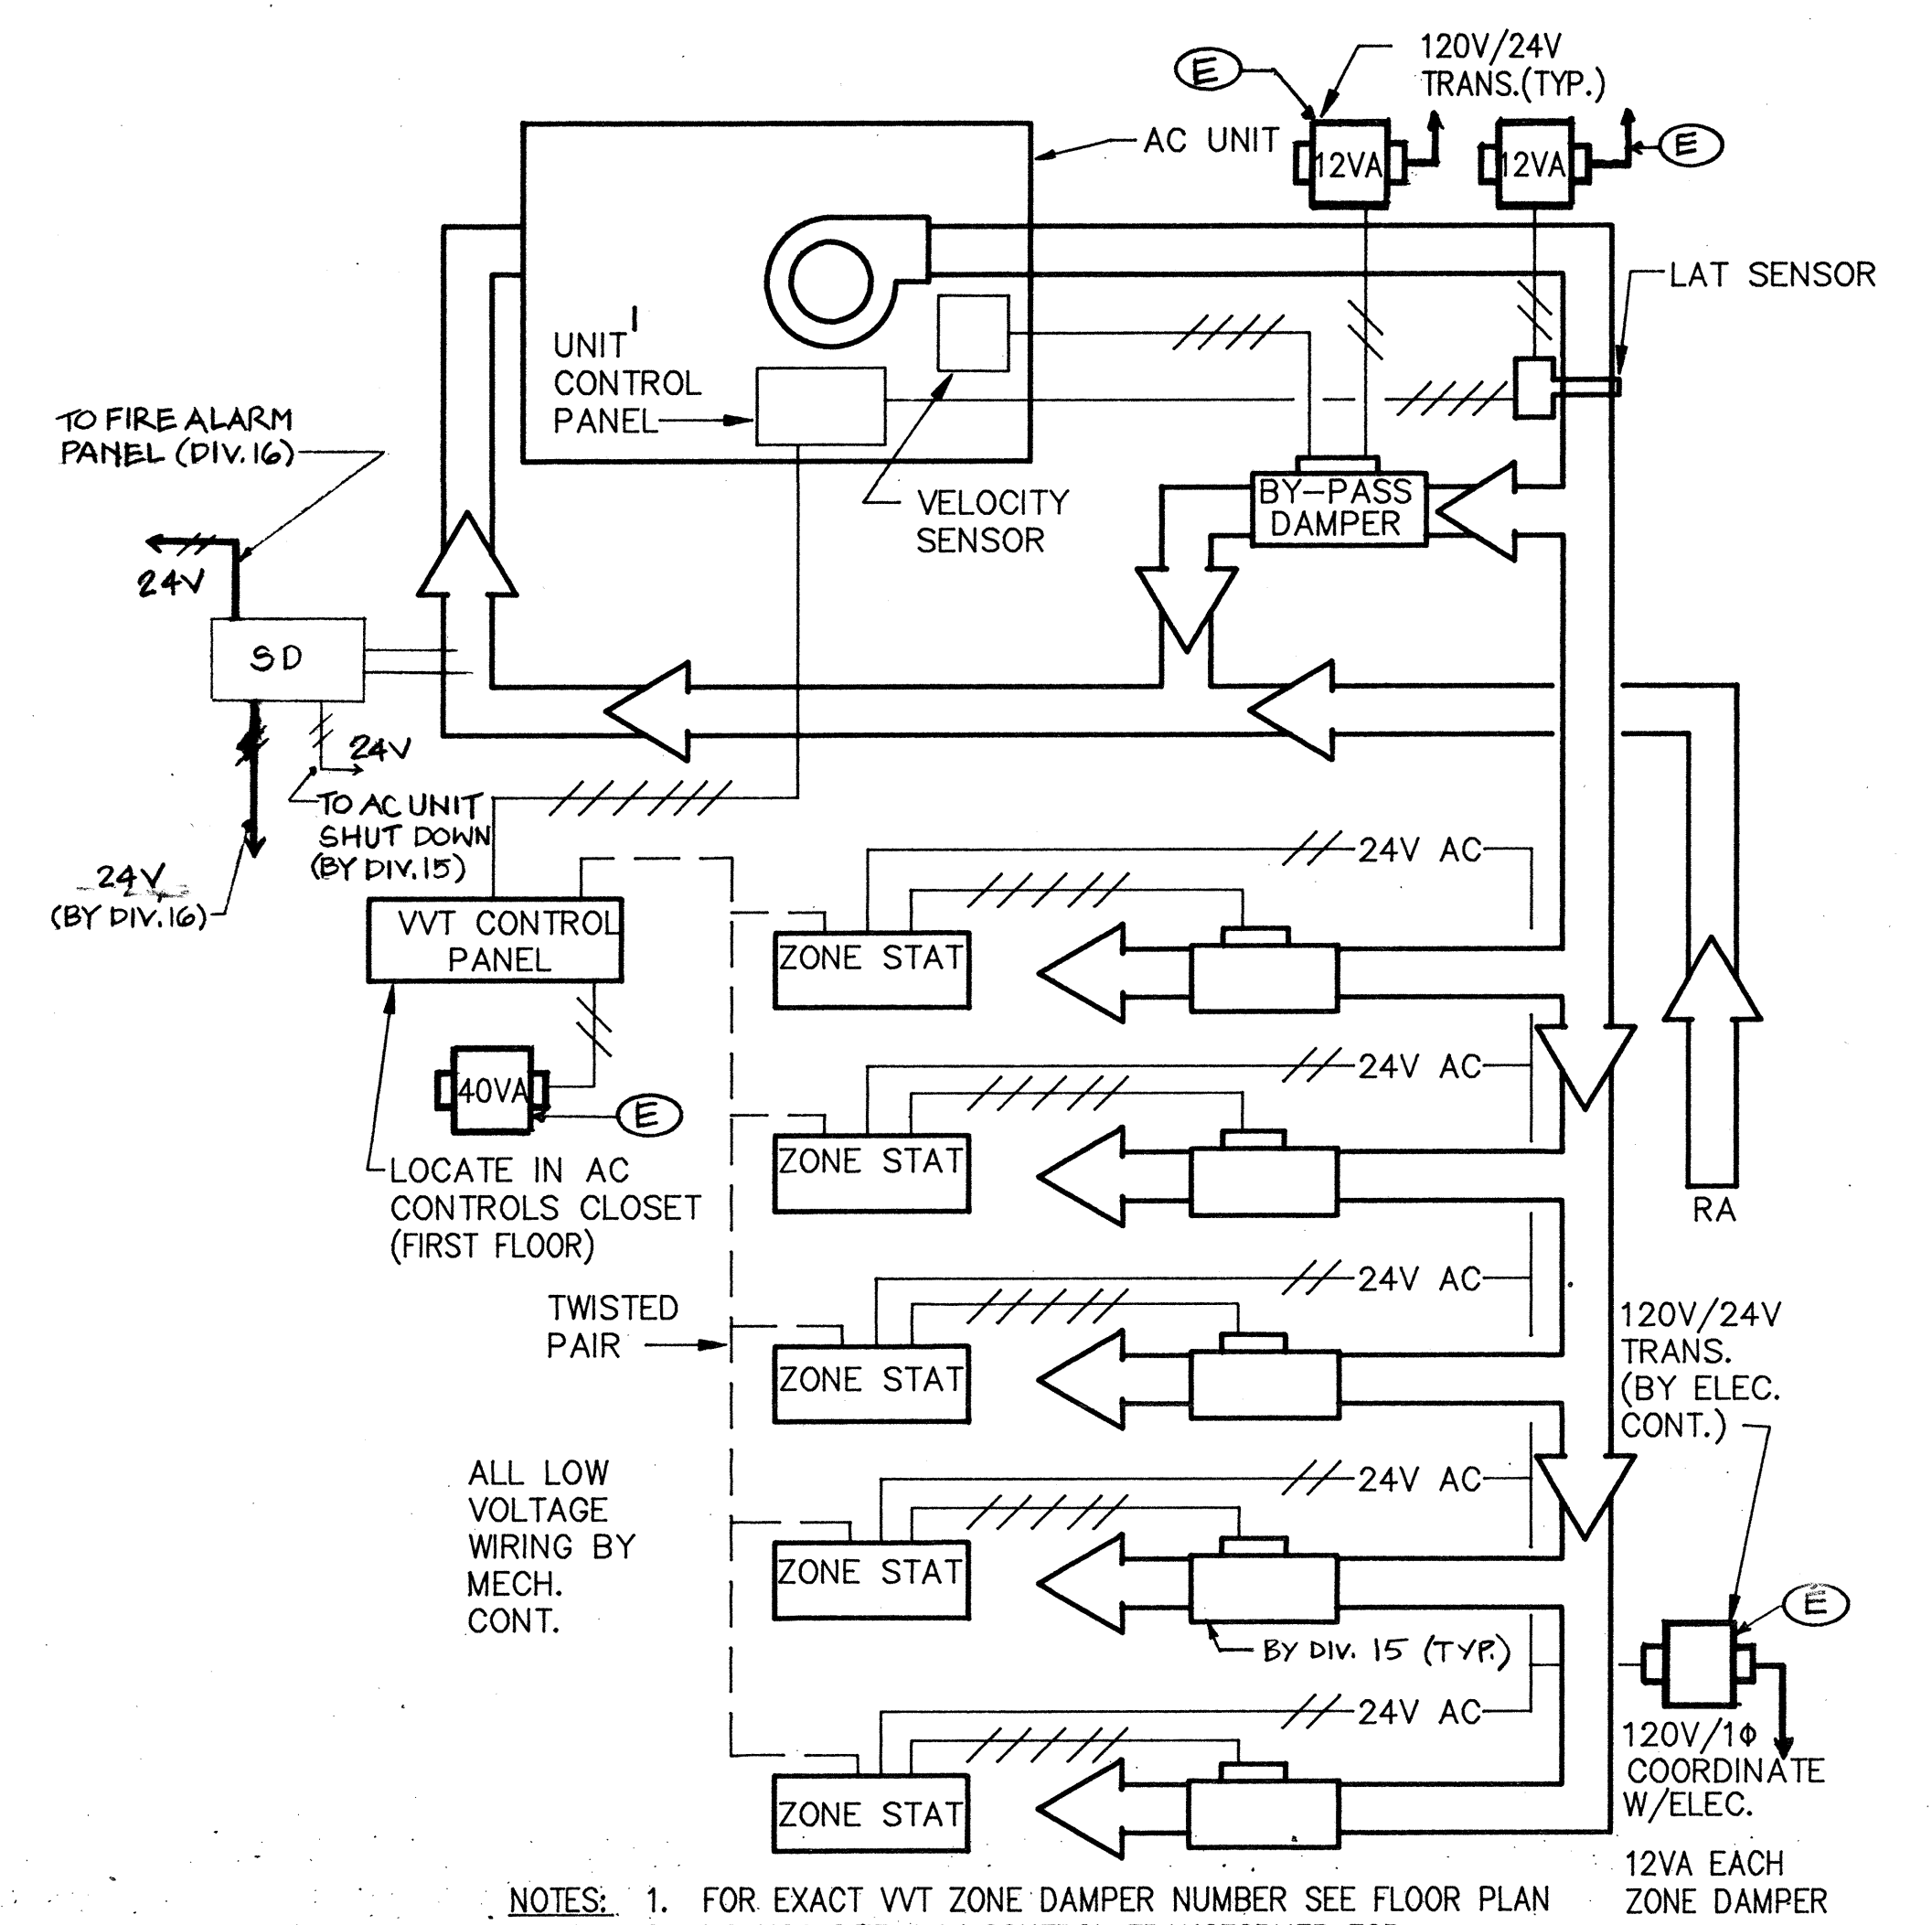 120V/24V
TRANS.(TYP.)
E
AC UNIT
12VA
12VA
E
LAT SENSOR
UNIT
CONTROL
PANEL
TO FIRE ALARM
PANEL (DIV.16)
VELOCITY
SENSOR
BY-PASS
DAMPER
24V
SD
24V
TO AC UNIT
SHUT DOWN
(BY DIV.15)
24V
(BY DIV.16)
24V AC
VVT CONTROL
PANEL
ZONE STAT
24V AC
40VA
E
ZONE STAT
LOCATE IN AC
CONTROLS CLOSET
(FIRST FLOOR)
RA
24V AC
TWISTED
PAIR
ZONE STAT
120V/24V
TRANS.
(BY ELEC.
CONT.)
ALL LOW
VOLTAGE
WIRING BY
MECH.
CONT.
24V AC
ZONE STAT
E
BY DIV. 15 (TYP.)
24V AC
120V/1Φ
COORDINATE
W/ELEC.
ZONE STAT
12VA EACH
ZONE DAMPER
NOTES: 1. FOR EXACT VVT ZONE DAMPER NUMBER SEE FLOOR PLAN